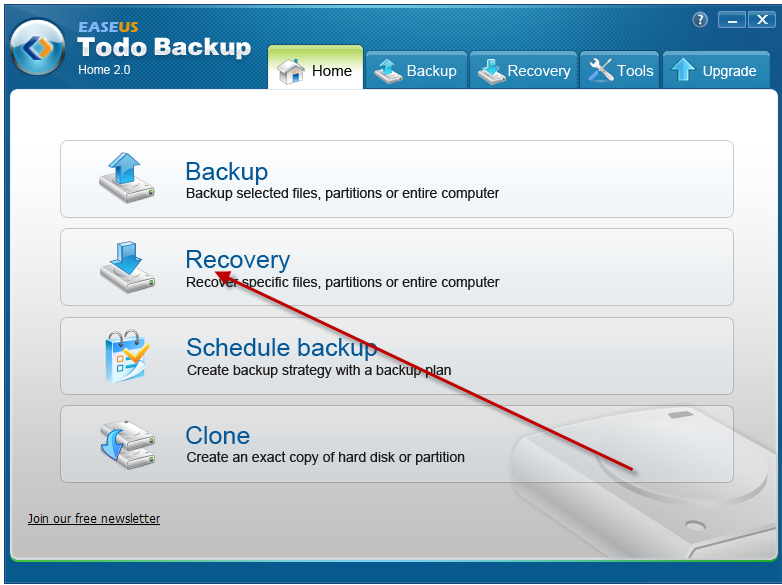 EASEUS
Todo Backup
Home 2.0
?
Home
Backup
Recovery
Tools
Upgrade
Backup
Backup selected files, partitions or entire computer
Recovery
Recover specific files, partitions or entire computer
Schedule backup
Create backup strategy with a backup plan
Clone
Create an exact copy of hard disk or partition
Join our free newsletter